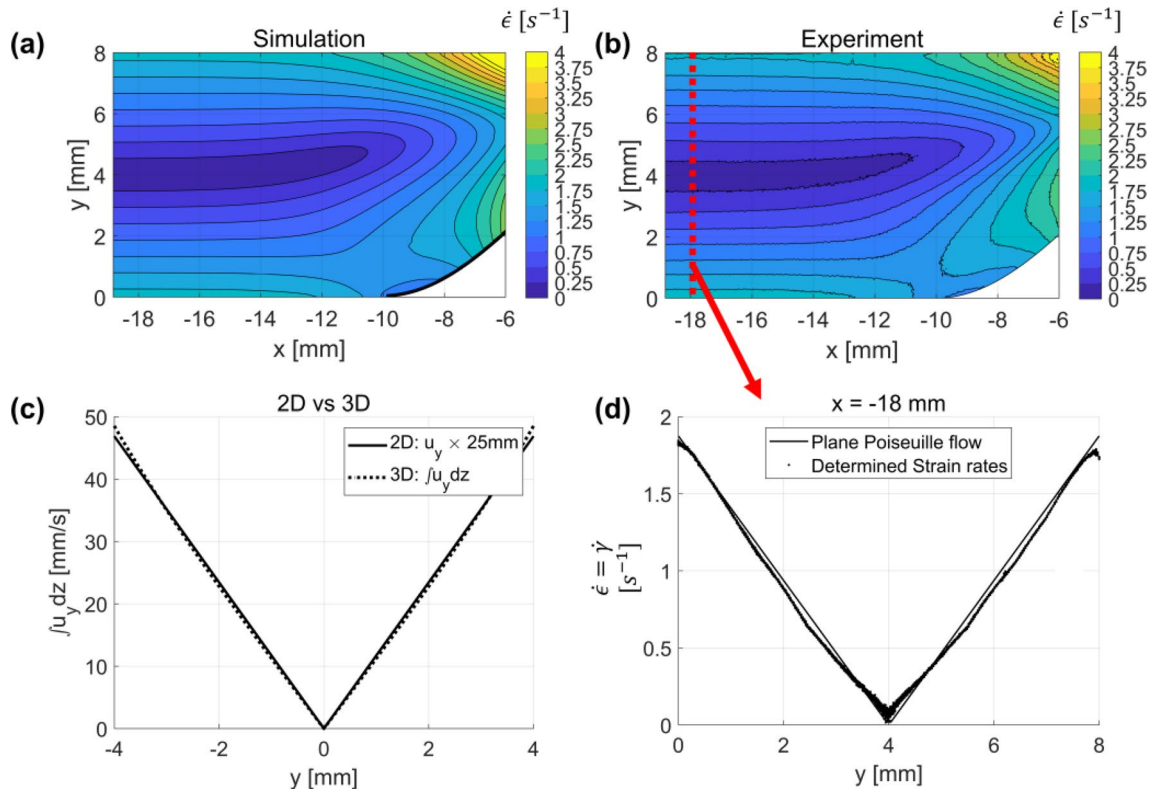 (a)
Simulation
ϵ̇ [s⁻¹]
8
6
4
2
0
y [mm]
-18 -16 -14 -12 -10 -8 -6
x [mm]
4
3.75
3.5
3.25
3
2.75
2.5
2.25
2
1.75
1.5
1.25
1
0.75
0.5
0.25
0
(b)
Experiment
ϵ̇ [s⁻¹]
8
6
4
2
0
y [mm]
-18 -16 -14 -12 -10 -8 -6
x [mm]
4
3.75
3.5
3.25
3
2.75
2.5
2.25
2
1.75
1.5
1.25
1
0.75
0.5
0.25
0
(c)
2D vs 3D
50
40
30
20
10
0
∫u_y dz [mm/s]
2D: u_y × 25mm
3D: ∫u_y dz
-4 -2 0 2 4
y [mm]
(d)
x = -18 mm
2
1.5
1
0.5
0
ϵ̇ = γ̇
[s⁻¹]
Plane Poiseuille flow
Determined Strain rates
0 2 4 6 8
y [mm]